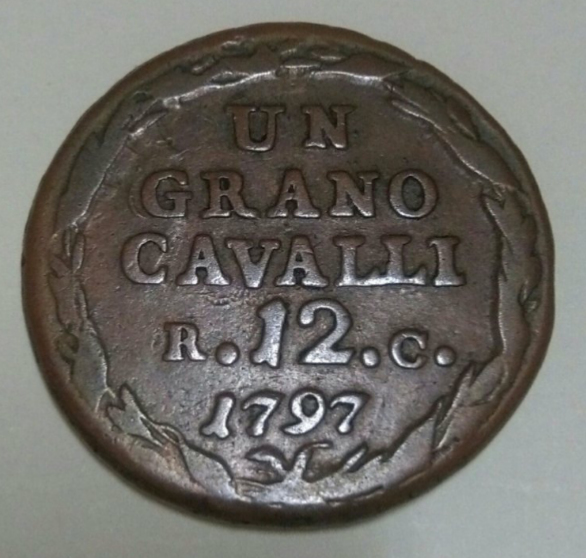 UN
GRANO
CAVALLI
R.12.C.
1797